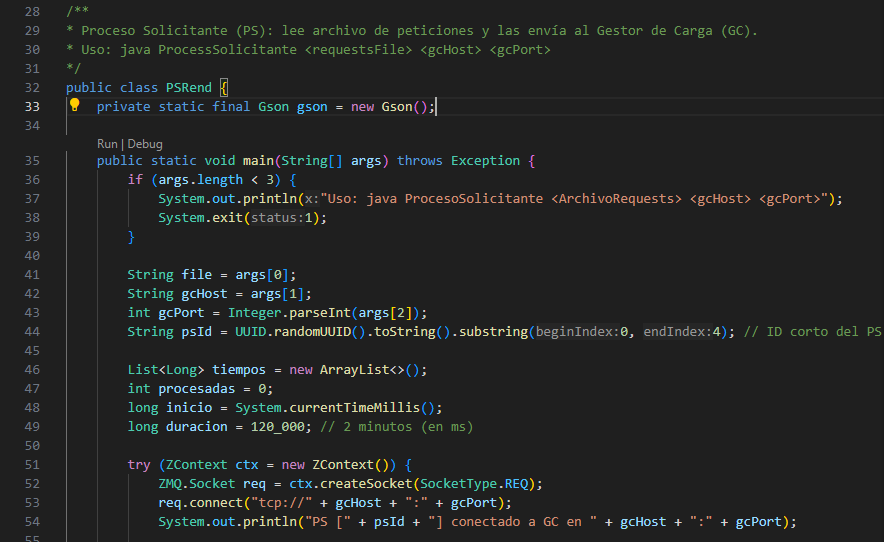 28 /**
29 * Proceso Solicitante (PS): lee archivo de peticiones y las envía al Gestor de Carga (GC).
30 * Uso: java ProcessSolicitante <requestsFile> <gcHost> <gcPort>
31 */
32 public class PSRend {
33 private static final Gson gson = new Gson();
34
Run | Debug
35 public static void main(String[] args) throws Exception {
36 if (args.length < 3) {
37 System.out.println(x:"Uso: java ProcesoSolicitante <ArchivoRequests> <gcHost> <gcPort>");
38 System.exit(status:1);
39 }
40
41 String file = args[0];
42 String gcHost = args[1];
43 int gcPort = Integer.parseInt(args[2]);
44 String psId = UUID.randomUUID().toString().substring(beginIndex:0, endIndex:4); // ID corto del PS
45
46 List<Long> tiempos = new ArrayList<>();
47 int procesadas = 0;
48 long inicio = System.currentTimeMillis();
49 long duracion = 120_000; // 2 minutos (en ms)
50
51 try (ZContext ctx = new ZContext()) {
52 ZMQ.Socket req = ctx.createSocket(SocketType.REQ);
53 req.connect("tcp://" + gcHost + ":" + gcPort);
54 System.out.println("PS [" + psId + "] conectado a GC en " + gcHost + ":" + gcPort);
55